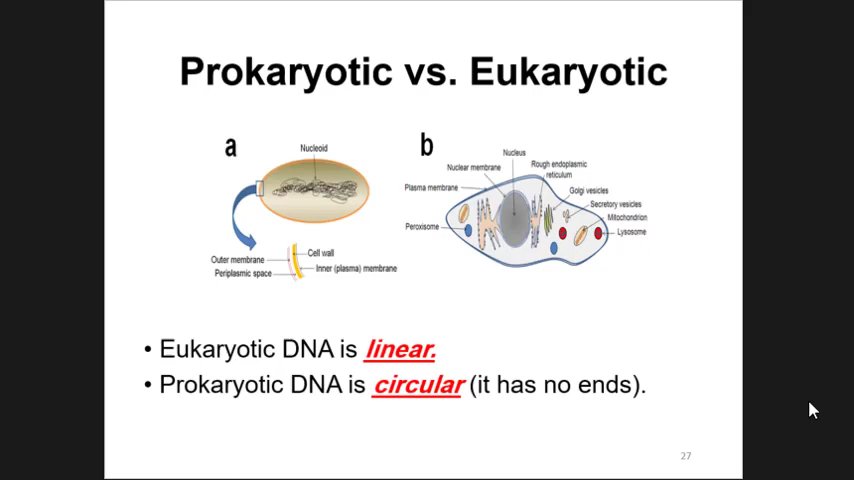 Prokaryotic vs. Eukaryotic
a
Nucleoid
Outer membrane
Periplasmic space
Cell wall
Inner (plasma) membrane
b
Nucleus
Nuclear membrane
Rough endoplasmic
reticulum
Plasma membrane
Golgi vesicles
Secretory vesicles
Mitochondrion
Peroxisome
Lysosome
• Eukaryotic DNA is linear.
• Prokaryotic DNA is circular (it has no ends).
27